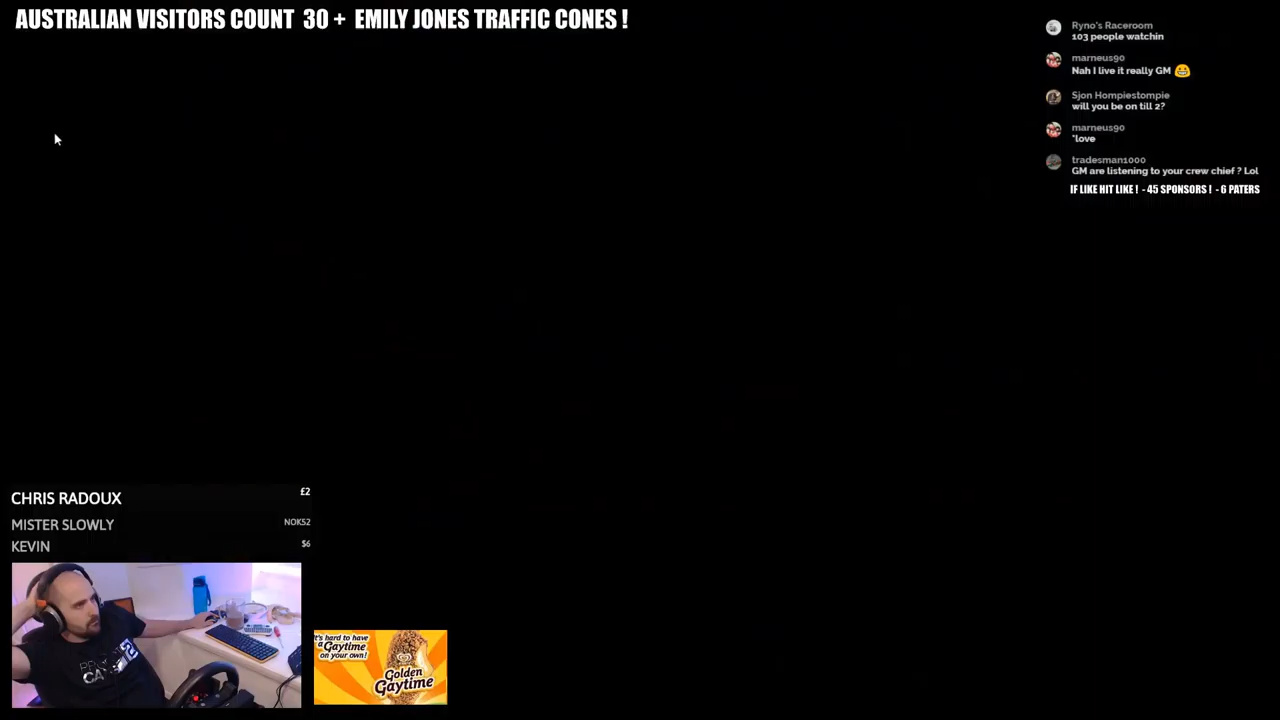 AUSTRALIAN VISITORS COUNT 30 + EMILY JONES TRAFFIC CONES !
Ryno's Raceroom
103 people watchin
marneus90
Nah I live it really GM
Sjon Hompiestompie
will you be on till 2?
marneus90
*love
tradesman1000
GM are listening to your crew chief ? Lol
IF LIKE HIT LIKE ! - 45 SPONSORS ! - 6 PATERS
CHRIS RADOUX £2
MISTER SLOWLY NOK52
KEVIN $6
It's hard to have
a Gaytime
on your own!
Golden
Gaytime